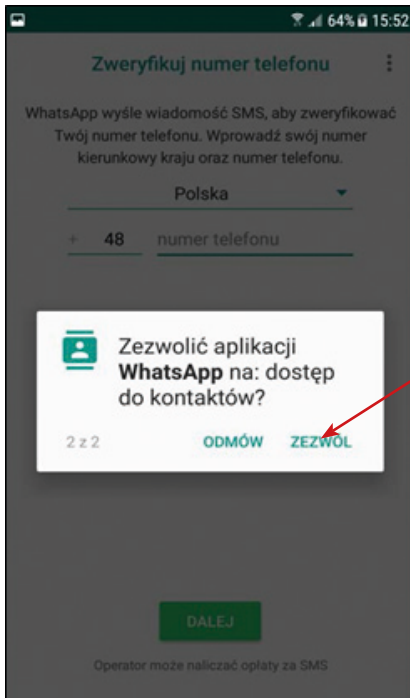 64% 15:52
Zweryfikuj numer telefonu
WhatsApp wyśle wiadomość SMS, aby zweryfikować
Twój numer telefonu. Wprowadź swój numer
kierunkowy kraju oraz numer telefonu.
Polska
+ 48 numer telefonu
Zezwolić aplikacji
WhatsApp na: dostęp
do kontaktów?
2 z 2 ODMÓW ZEZWÓL
DALEJ
Operator może naliczać opłaty za SMS